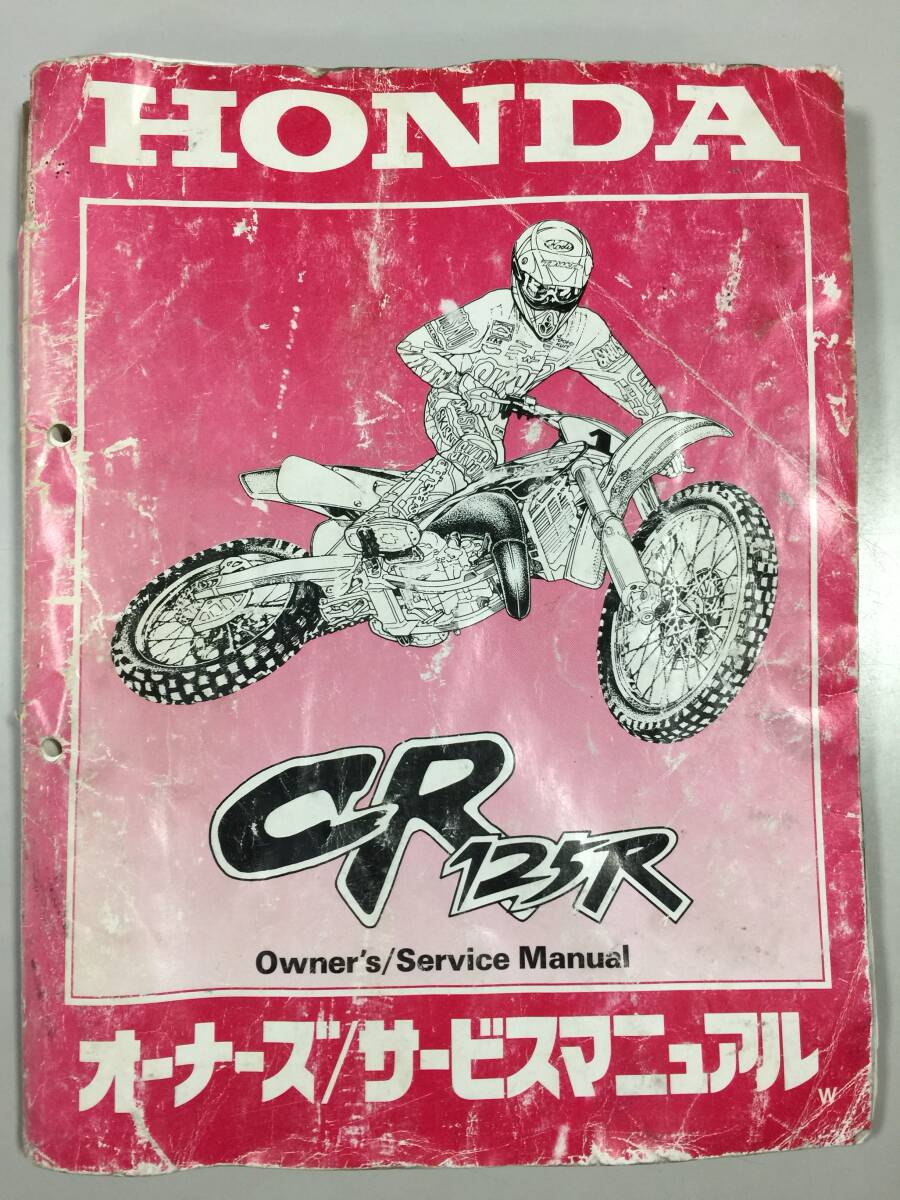 HONDA
1
CR 125R
Owner's/Service Manual
オーナーズ/サービスマニュアル
W